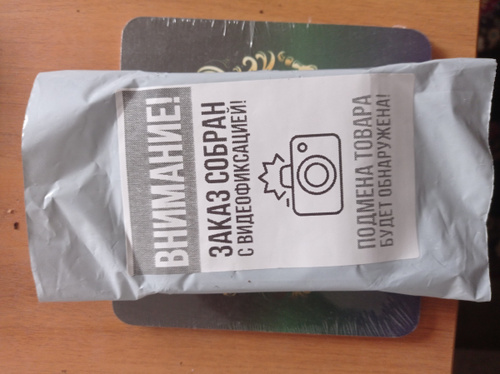 ВНИМАНИЕ!
ЗАКАЗ СОБРАН
С ВИДЕОФИКСАЦИЕЙ!
ПОДМЕНА ТОВАРА
БУДЕТ ОБНАРУЖЕНА!